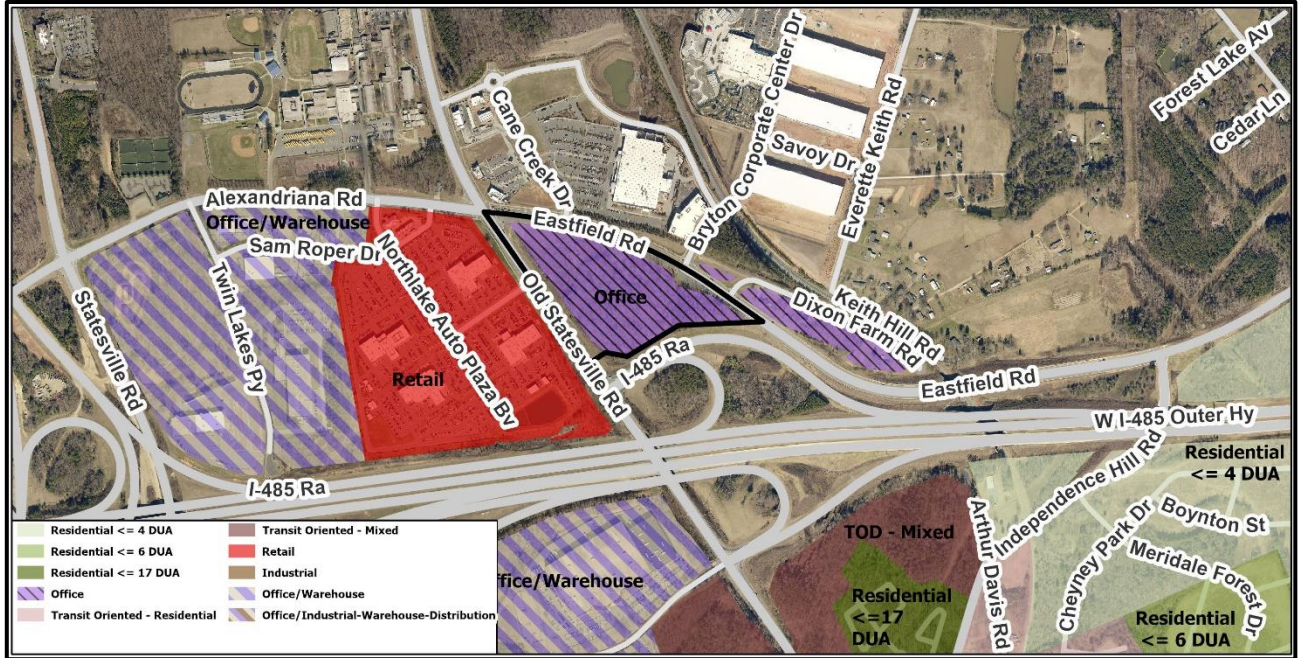 Forest Lake Av
Cedar Ln
Cane Creek Dr
Bryton Corporate Center Dr
Savoy Dr
Everette Keith Rd
Alexandriana Rd
Office/Warehouse
Sam Roper Dr
Northlake Auto Plaza Bv
Eastfield Rd
Old Statesville Rd
Office
Keith Hill Rd
Dixon Farm Rd
Statesville Rd
Twin Lakes Py
Retail
I-485 Ra
Eastfield Rd
W I-485 Outer Hy
I-485 Ra
Independence Hill Rd
Residential
<= 4 DUA
Arthur Davis Rd
Cheyney Park Dr
Boynton St
Meridale Forest Dr
TOD - Mixed
ffice/Warehouse
Residential
<=17
DUA
Residential
<= 6 DUA
Residential <= 4 DUA
Residential <= 6 DUA
Residential <= 17 DUA
Office
Transit Oriented - Residential
Transit Oriented - Mixed
Retail
Industrial
Office/Warehouse
Office/Industrial-Warehouse-Distribution